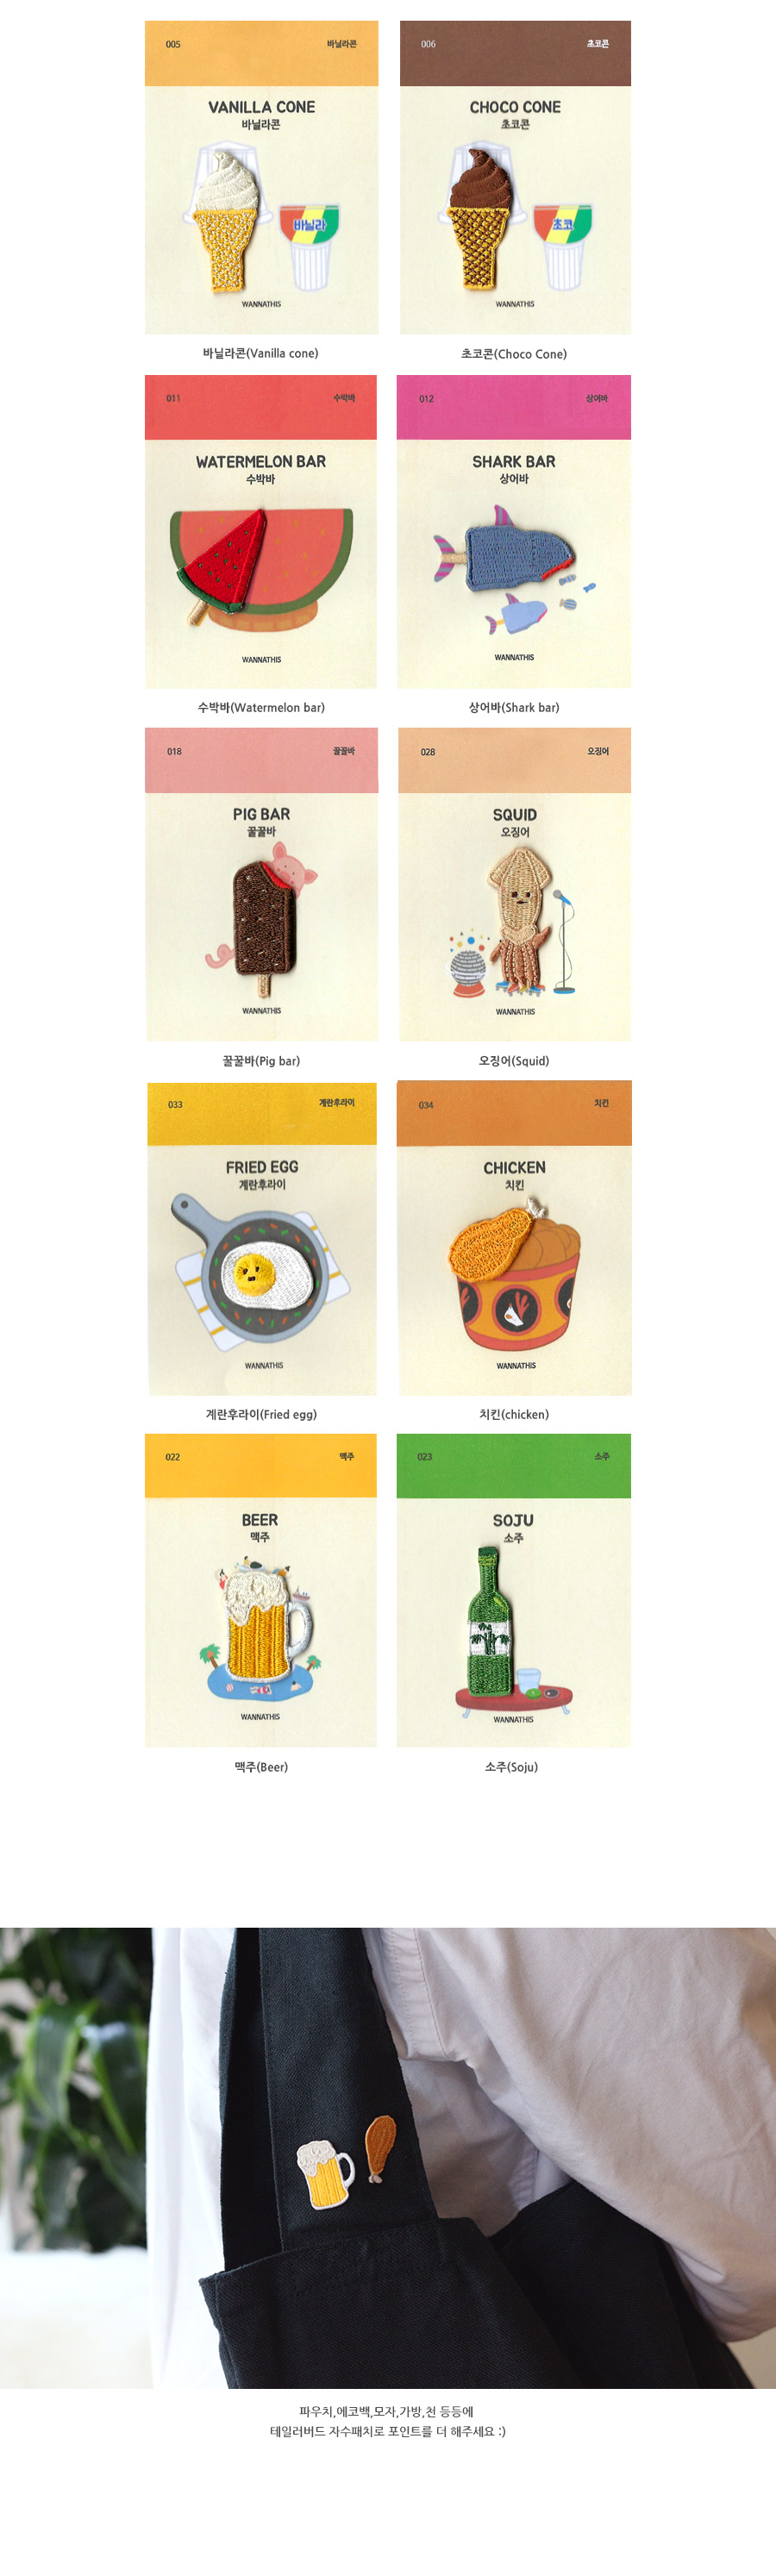 005 바닐라콘
VANILLA CONE
바닐라콘
바닐라
WANNATHIS
바닐라콘(Vanilla cone)
006 초코콘
CHOCO CONE
초코콘
초코
WANNATHIS
초코콘(Choco Cone)
011 수박바
WATERMELON BAR
수박바
WANNATHIS
수박바(Watermelon bar)
012 상어바
SHARK BAR
상어바
WANNATHIS
상어바(Shark bar)
018 꿀꿀바
PIG BAR
꿀꿀바
WANNATHIS
꿀꿀바(Pig bar)
028 오징어
SQUID
오징어
WANNATHIS
오징어(Squid)
033 계란후라이
FRIED EGG
계란후라이
WANNATHIS
계란후라이(Fried egg)
034 치킨
CHICKEN
치킨
WANNATHIS
치킨(chicken)
022 맥주
BEER
맥주
WANNATHIS
맥주(Beer)
023 소주
SOJU
소주
WANNATHIS
소주(Soju)
파우치,에코백,모자,가방,천 등등에
테일러버드 자수패치로 포인트를 더 해주세요 :)